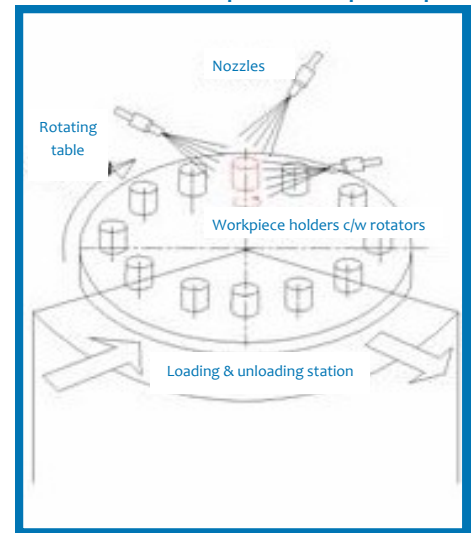 Nozzles
Rotating
table
Workpiece holders c/w rotators
Loading & unloading station